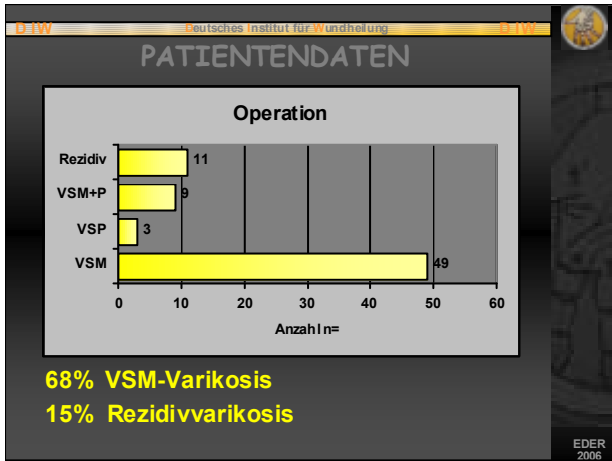 DIW Deutsches Institut für Wundheilung DIW
PATIENTENDATEN
Operation
Rezidiv 11
VSM+P 9
VSP 3
VSM 49
0 10 20 30 40 50 60
Anzahl n=
68% VSM-Varikosis
15% Rezidivvarikosis
EDER
2006